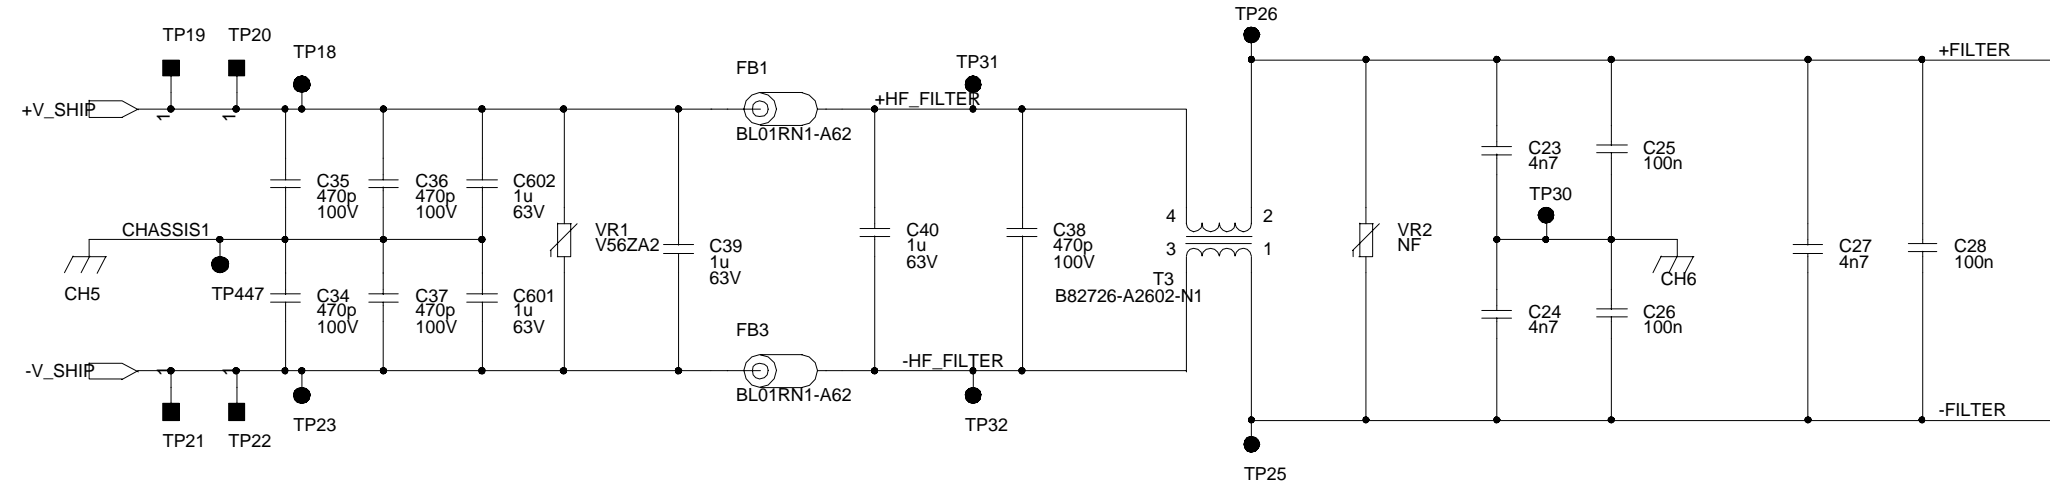 TP26
TP19
TP20
TP18
TP31
FB1
+FILTER
+V_SHIP
1
1
+HF_FILTER
BL01RN1-A62
C23
4n7
C25
100n
C35
470p
100V
C36
470p
100V
C602
1u
63V
TP30
4
2
CHASSIS1
VR1
V56ZA2
C39
1u
63V
C40
1u
63V
C38
470p
100V
3
1
VR2
NF
C27
4n7
C28
100n
CH5
TP447
T3
B82726-A2602-N1
CH6
C34
470p
100V
C37
470p
100V
C601
1u
63V
C24
4n7
C26
100n
FB3
-V_SHIP
1
1
-HF_FILTER
BL01RN1-A62
-FILTER
TP21
TP22
TP23
TP32
TP25